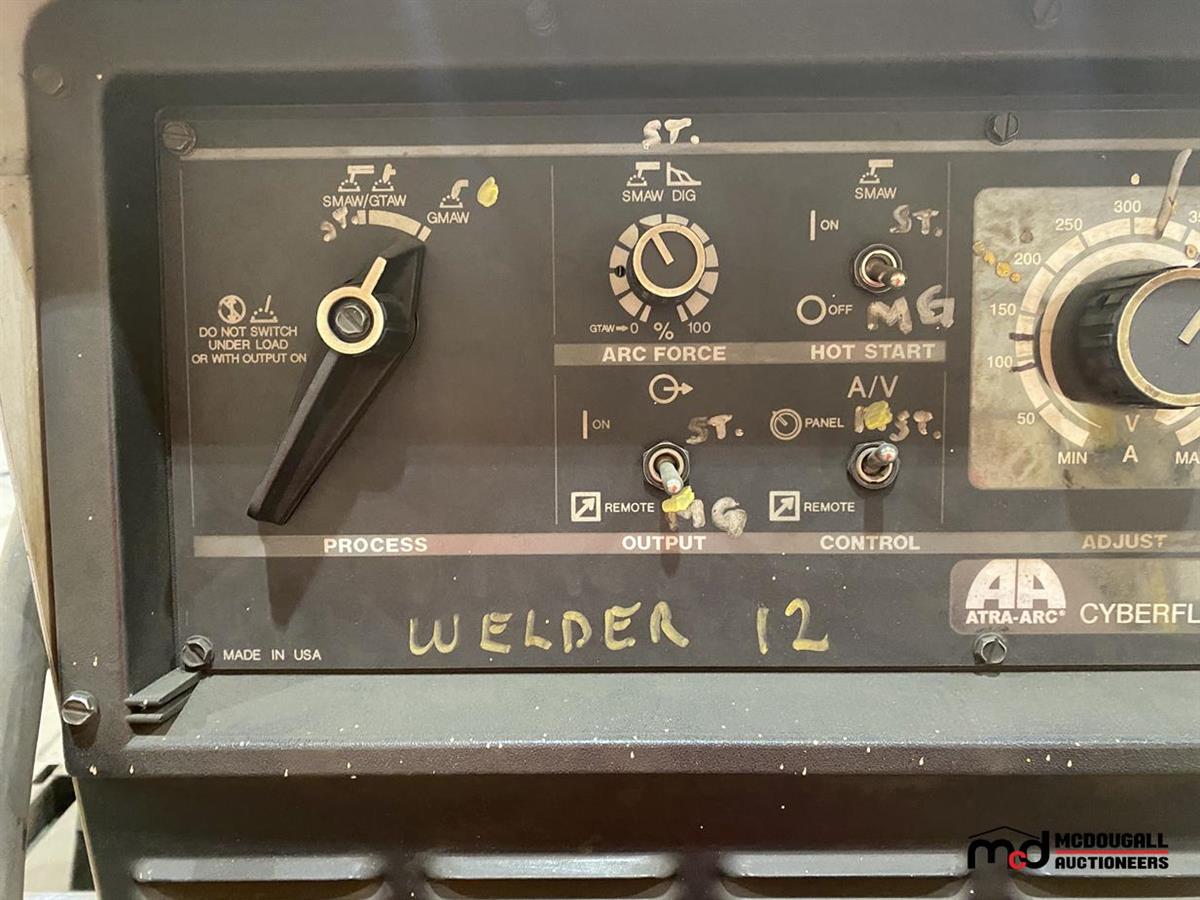 ST.
SMAW/GTAW
GMAW
ST.
DO NOT SWITCH
UNDER LOAD
OR WITH OUTPUT ON
PROCESS
SMAW DIG
GTAW 0 % 100
ARC FORCE
SMAW
ON
ST.
OFF
MG
HOT START
ON
ST.
REMOTE
MG
OUTPUT
A/V
PANEL
ST.
REMOTE
CONTROL
50
100
150
200
250
300
V
MIN A MA
ADJUST
ATRA-ARC® CYBERFL
WELDER 12
MADE IN USA
mcd MCDOUGALL
AUCTIONEERS